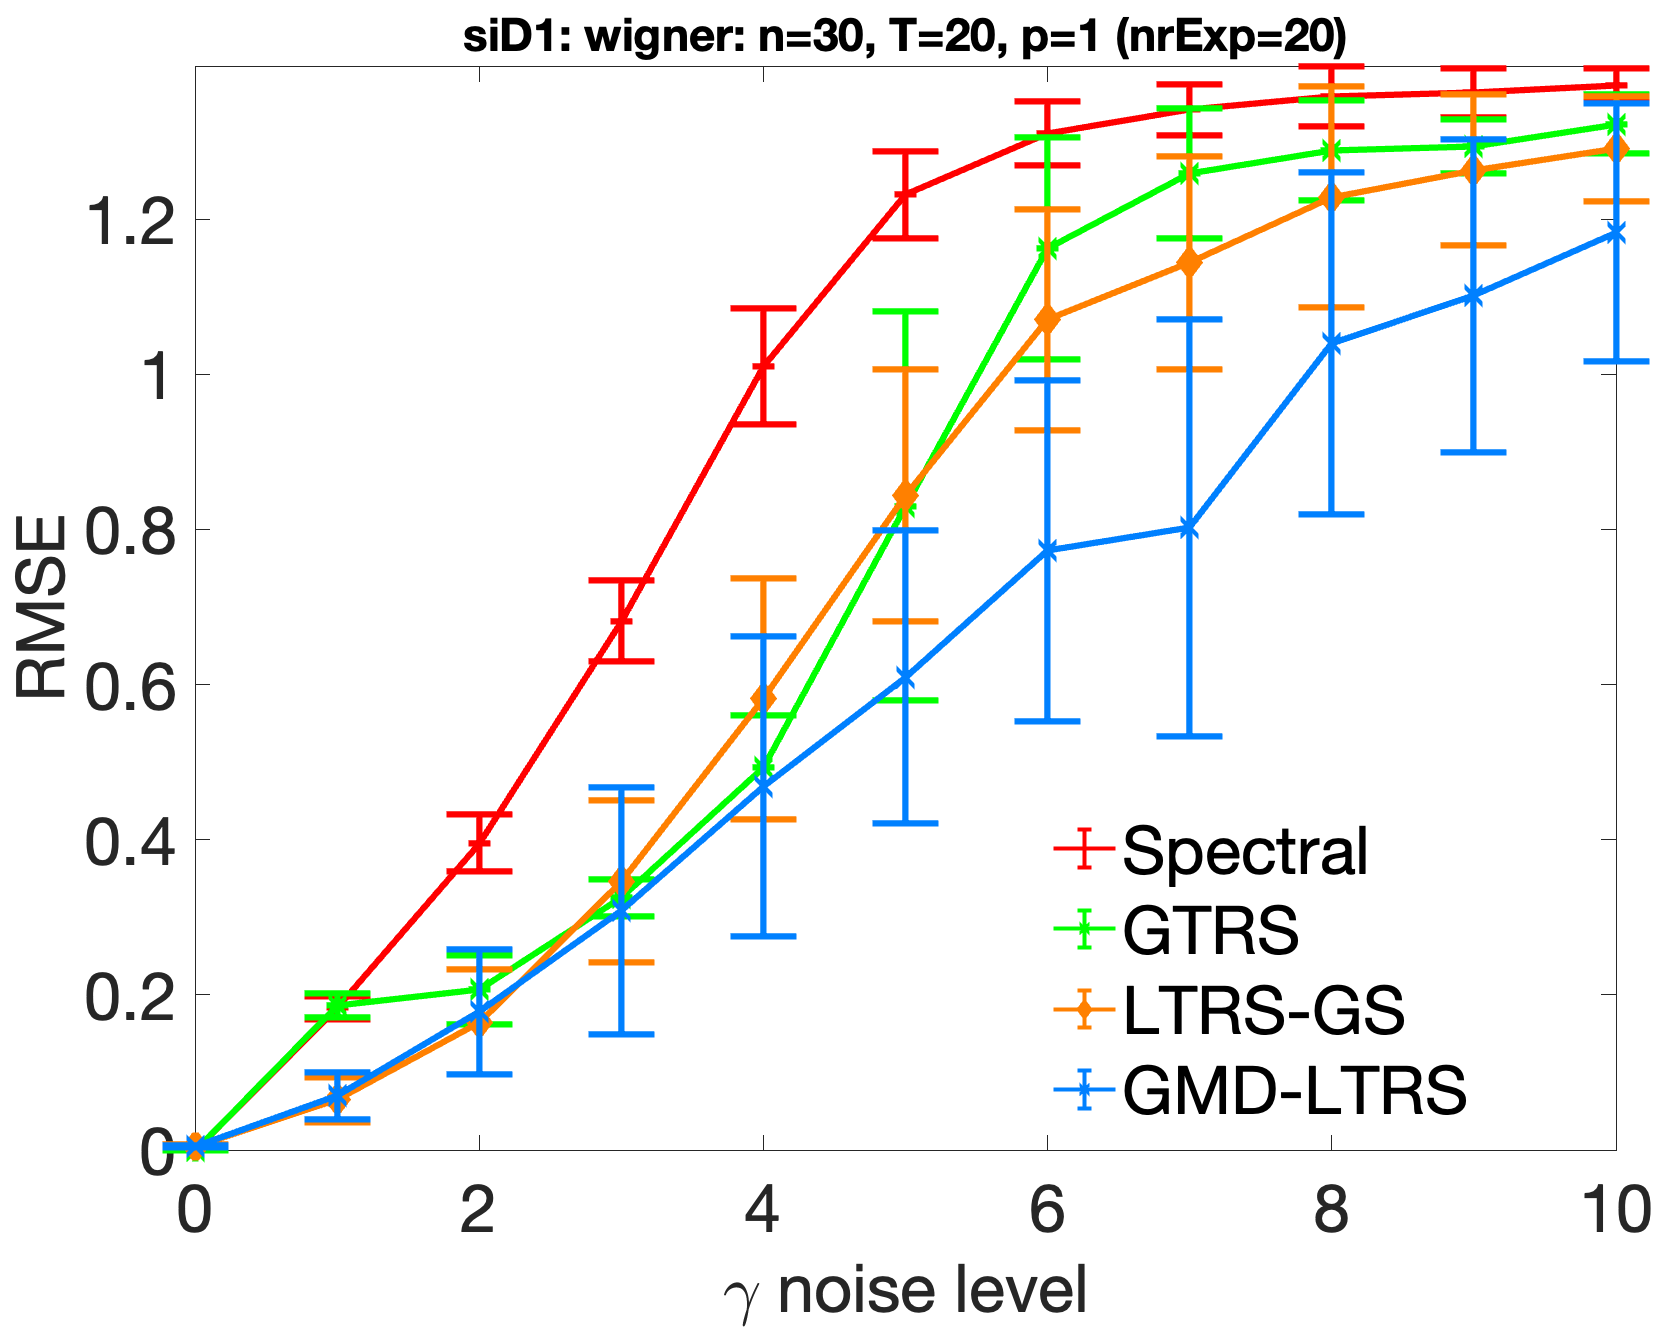 siD1: wigner: n=30, T=20, p=1 (nrExp=20)
RMSE
1.2
1
0.8
0.6
0.4
0.2
0
0 2 4 6 8 10
γ noise level
Spectral
GTRS
LTRS-GS
GMD-LTRS